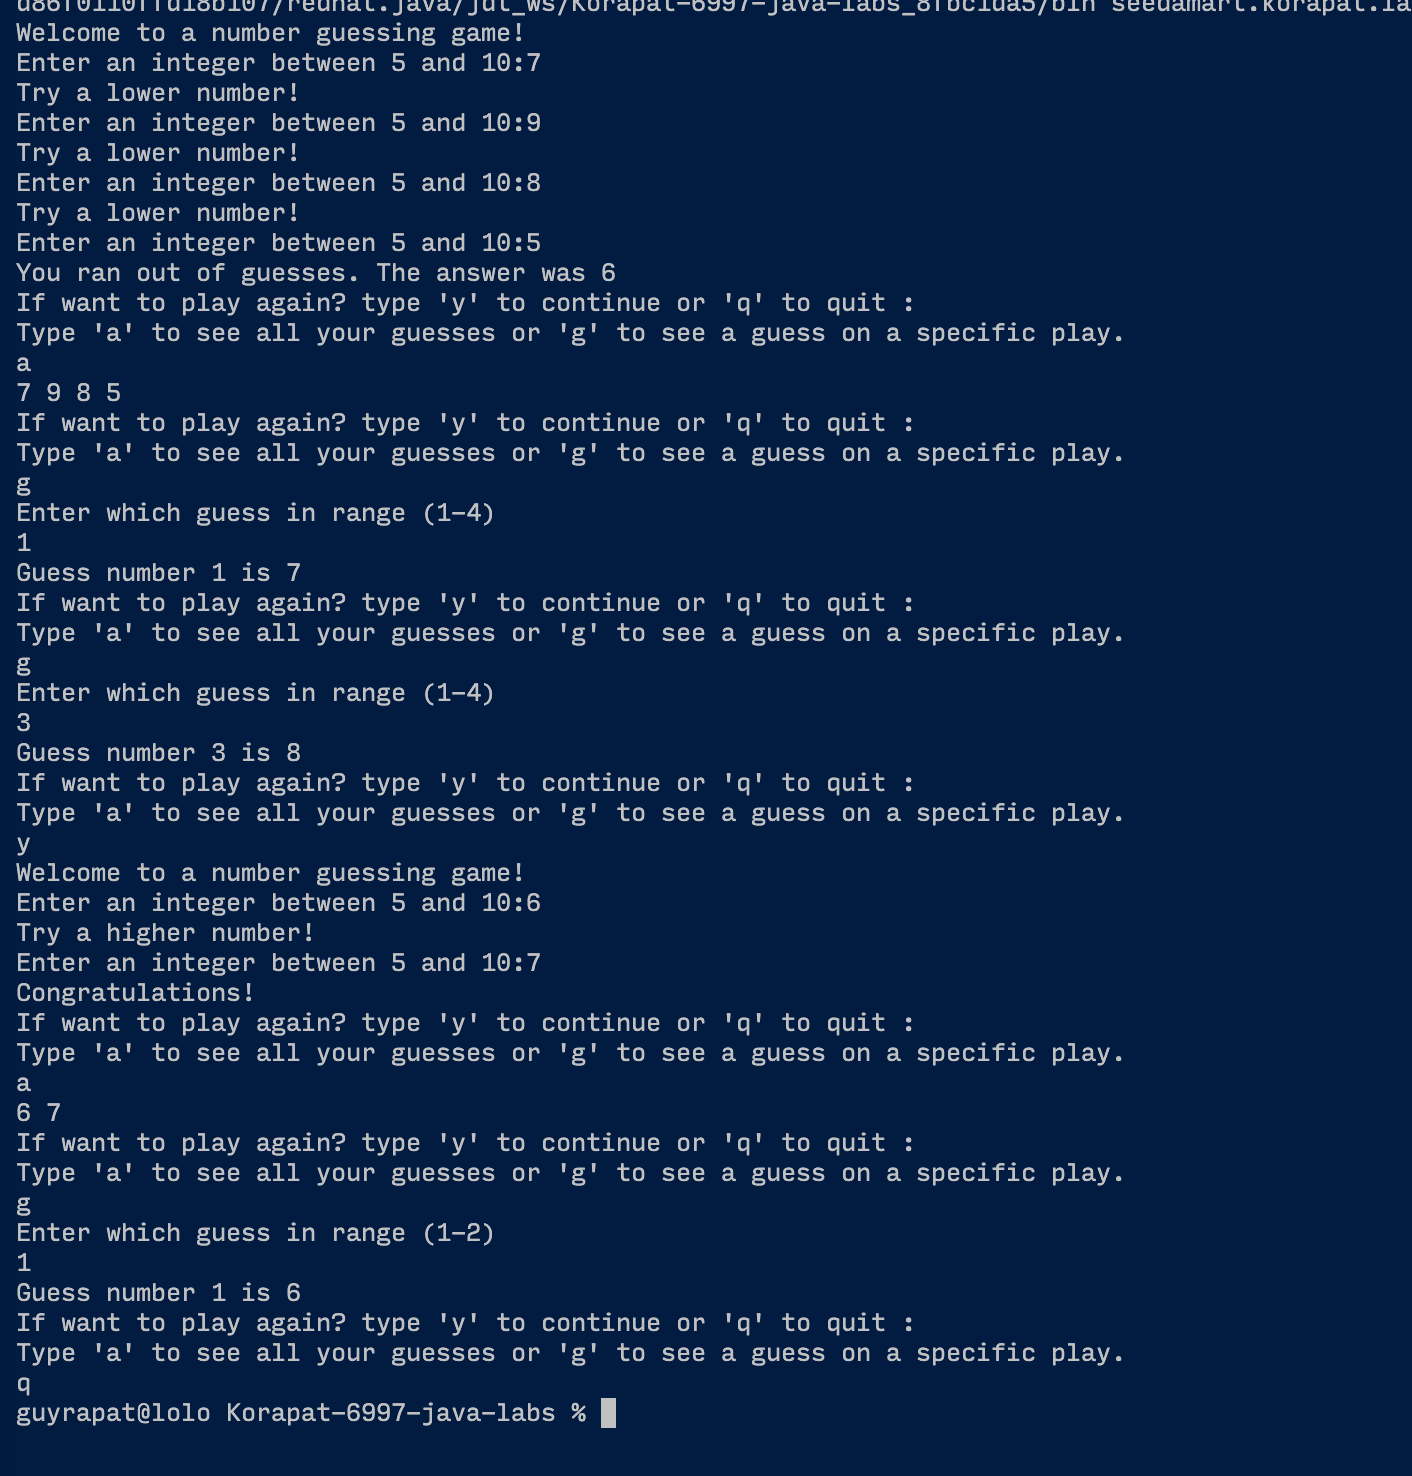 Welcome to a number guessing game!
Enter an integer between 5 and 10:7
Try a lower number!
Enter an integer between 5 and 10:9
Try a lower number!
Enter an integer between 5 and 10:8
Try a lower number!
Enter an integer between 5 and 10:5
You ran out of guesses. The answer was 6
If want to play again? type 'y' to continue or 'q' to quit :
Type 'a' to see all your guesses or 'g' to see a guess on a specific play.
a
7 9 8 5
If want to play again? type 'y' to continue or 'q' to quit :
Type 'a' to see all your guesses or 'g' to see a guess on a specific play.
g
Enter which guess in range (1-4)
1
Guess number 1 is 7
If want to play again? type 'y' to continue or 'q' to quit :
Type 'a' to see all your guesses or 'g' to see a guess on a specific play.
g
Enter which guess in range (1-4)
3
Guess number 3 is 8
If want to play again? type 'y' to continue or 'q' to quit :
Type 'a' to see all your guesses or 'g' to see a guess on a specific play.
y
Welcome to a number guessing game!
Enter an integer between 5 and 10:6
Try a higher number!
Enter an integer between 5 and 10:7
Congratulations!
If want to play again? type 'y' to continue or 'q' to quit :
Type 'a' to see all your guesses or 'g' to see a guess on a specific play.
a
6 7
If want to play again? type 'y' to continue or 'q' to quit :
Type 'a' to see all your guesses or 'g' to see a guess on a specific play.
g
Enter which guess in range (1-2)
1
Guess number 1 is 6
If want to play again? type 'y' to continue or 'q' to quit :
Type 'a' to see all your guesses or 'g' to see a guess on a specific play.
q
guyrapat@lolo Korapat-6997-java-labs %